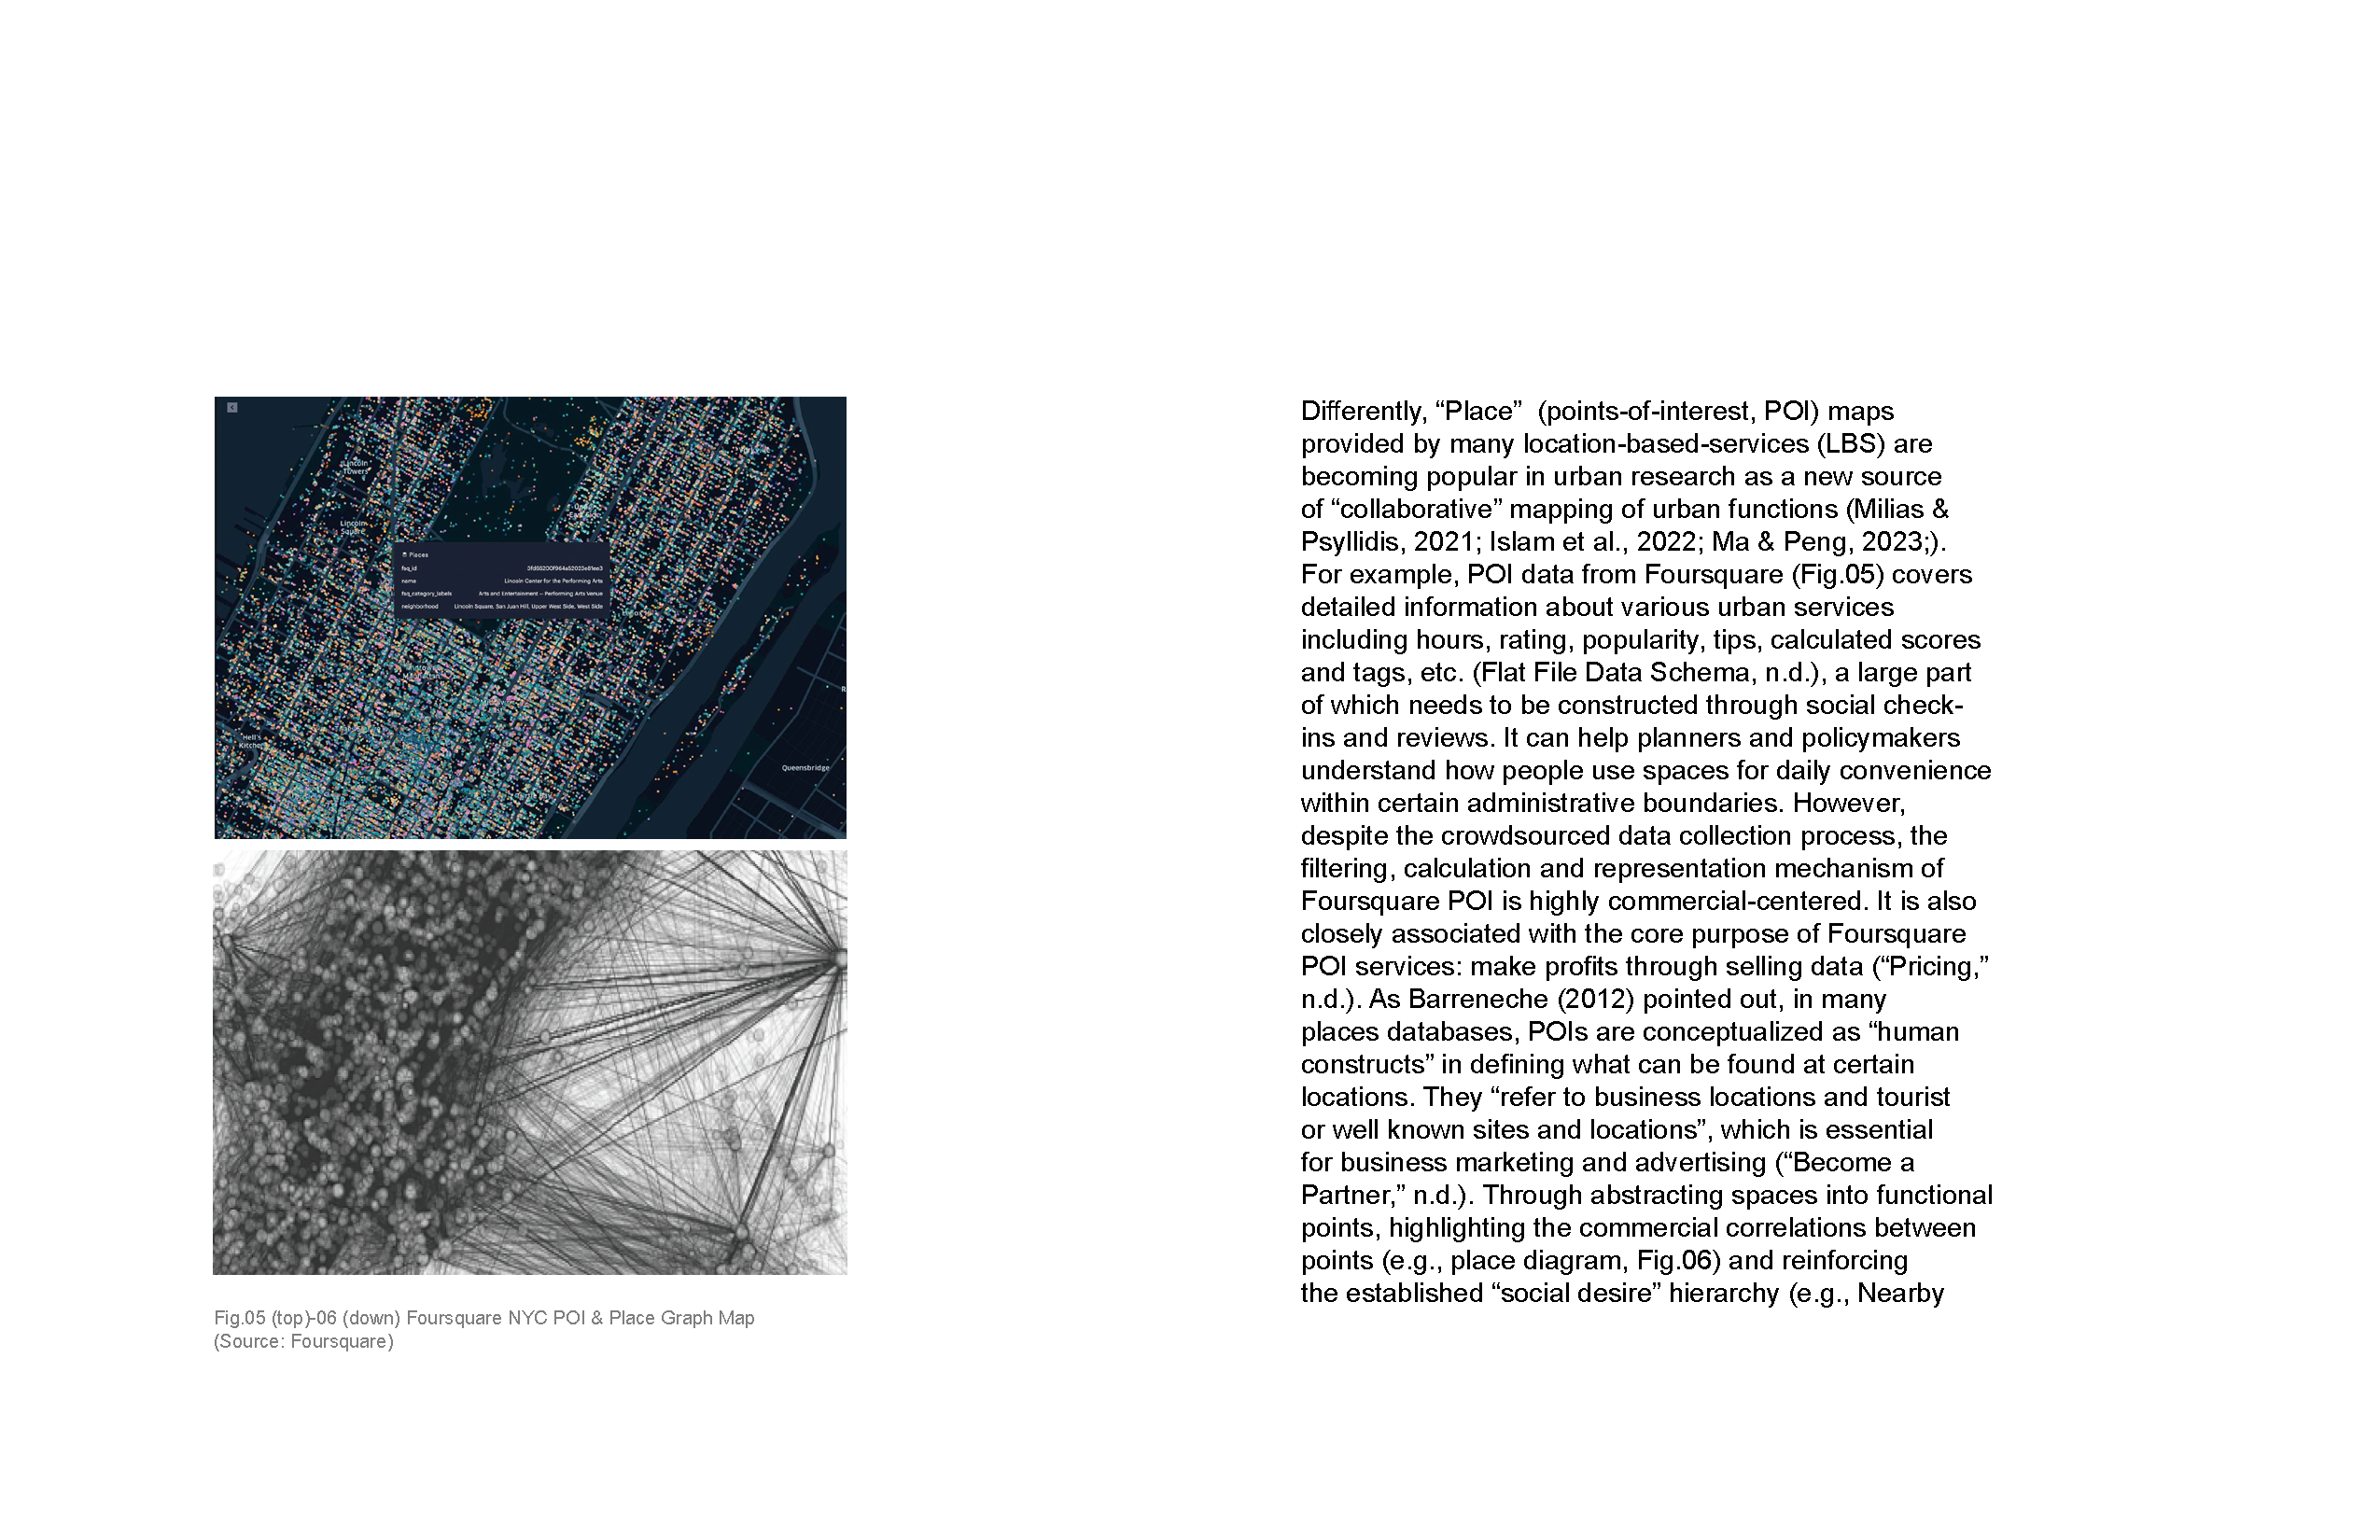 Lincoln
Towers
Lincoln
Square
Places
fsq_id
name Lincoln Center for the Performing Arts
fsq_category_labels Arts and Entertainment – Performing Arts Venue
neighborhood Lincoln Square, San Juan Hill, Upper West Side, West Side
Hell's
Kitchen
Queensbridge
Fig.05 (top)-06 (down) Foursquare NYC POI & Place Graph Map
(Source: Foursquare)
Differently, “Place”  (points-of-interest, POI) maps
provided by many location-based-services (LBS) are
becoming popular in urban research as a new source
of “collaborative” mapping of urban functions (Milias &
Psyllidis, 2021; Islam et al., 2022; Ma & Peng, 2023;).
For example, POI data from Foursquare (Fig.05) covers
detailed information about various urban services
including hours, rating, popularity, tips, calculated scores
and tags, etc. (Flat File Data Schema, n.d.), a large part
of which needs to be constructed through social check-
ins and reviews. It can help planners and policymakers
understand how people use spaces for daily convenience
within certain administrative boundaries. However,
despite the crowdsourced data collection process, the
filtering, calculation and representation mechanism of
Foursquare POI is highly commercial-centered. It is also
closely associated with the core purpose of Foursquare
POI services: make profits through selling data (“Pricing,”
n.d.). As Barreneche (2012) pointed out, in many
places databases, POIs are conceptualized as “human
constructs” in defining what can be found at certain
locations. They “refer to business locations and tourist
or well known sites and locations”, which is essential
for business marketing and advertising (“Become a
Partner,” n.d.). Through abstracting spaces into functional
points, highlighting the commercial correlations between
points (e.g., place diagram, Fig.06) and reinforcing
the established “social desire” hierarchy (e.g., Nearby